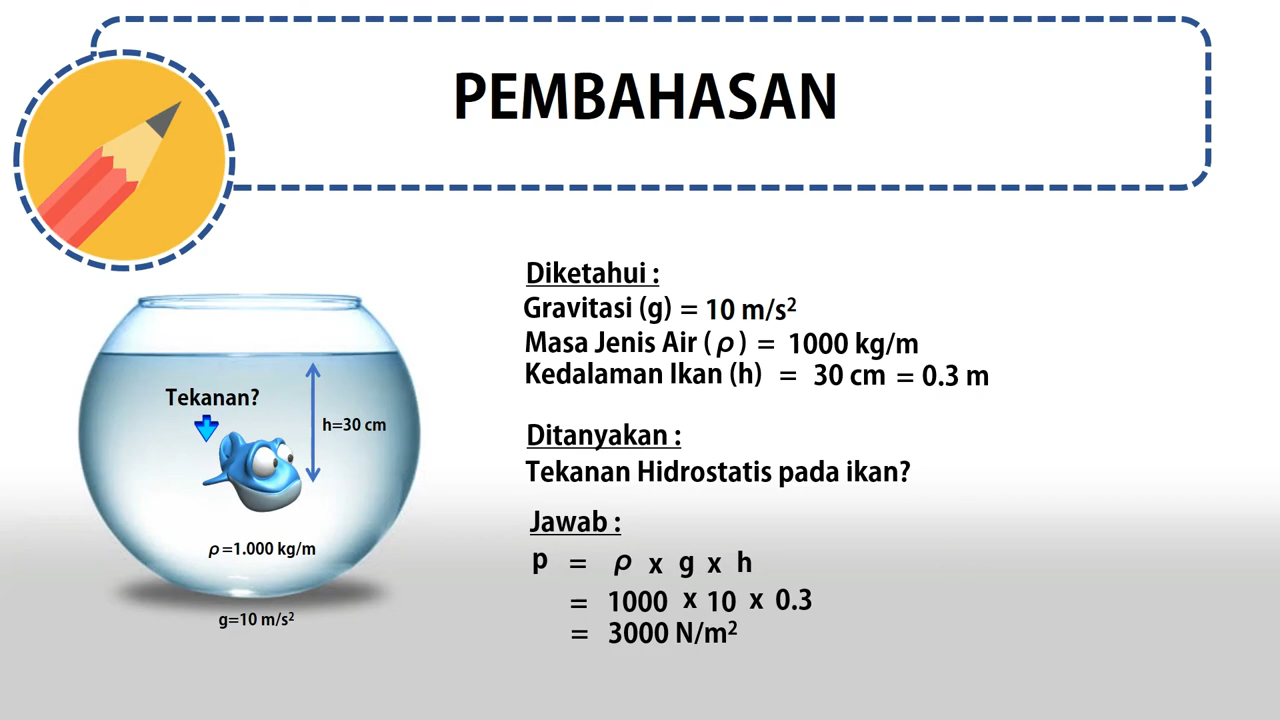 PEMBAHASAN
Tekanan?
h=30 cm
ρ=1.000 kg/m
g=10 m/s²
Diketahui :
Gravitasi (g) = 10 m/s²
Masa Jenis Air ( ρ ) = 1000 kg/m
Kedalaman Ikan (h) = 30 cm = 0.3 m
Ditanyakan :
Tekanan Hidrostatis pada ikan?
Jawab :
p = ρ x g x h
= 1000 x 10 x 0.3
= 3000 N/m²